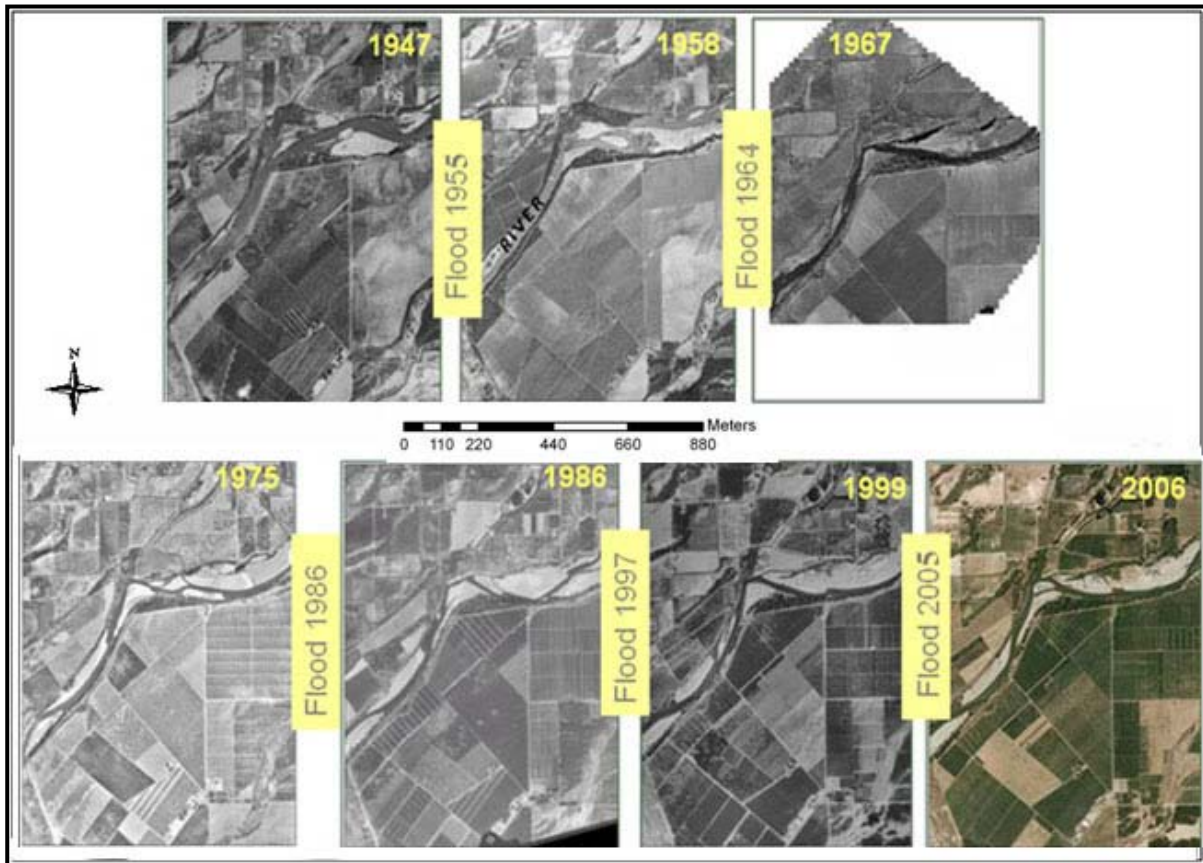 1947
1958
1967
Flood 1955
RIVER
Flood 1964
N
Meters
0 110 220 440 660 880
1975
1986
1999
2006
Flood 1986
Flood 1997
Flood 2005